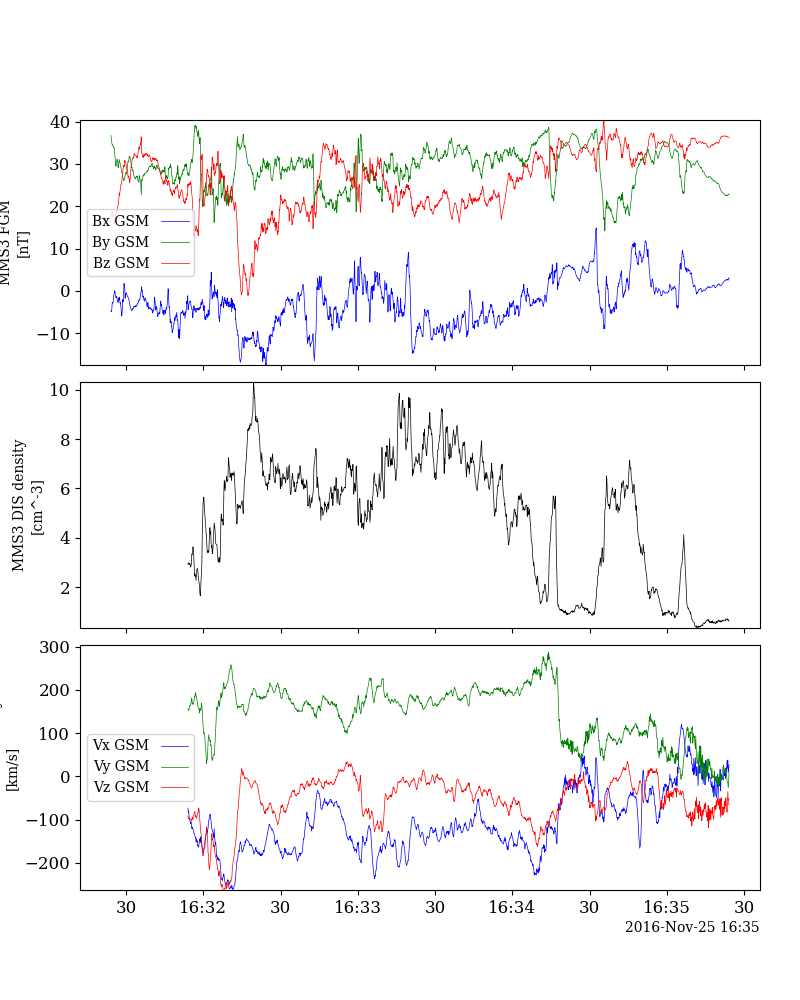 40
30
20
10
0
−10
MMS3 FGM
[nT]
Bx GSM
By GSM
Bz GSM
10
8
6
4
2
MMS3 DIS density
[cm^-3]
300
200
100
0
−100
−200
[km/s]
Vx GSM
Vy GSM
Vz GSM
30
16:32
30
16:33
30
16:34
30
16:35
30
2016-Nov-25 16:35